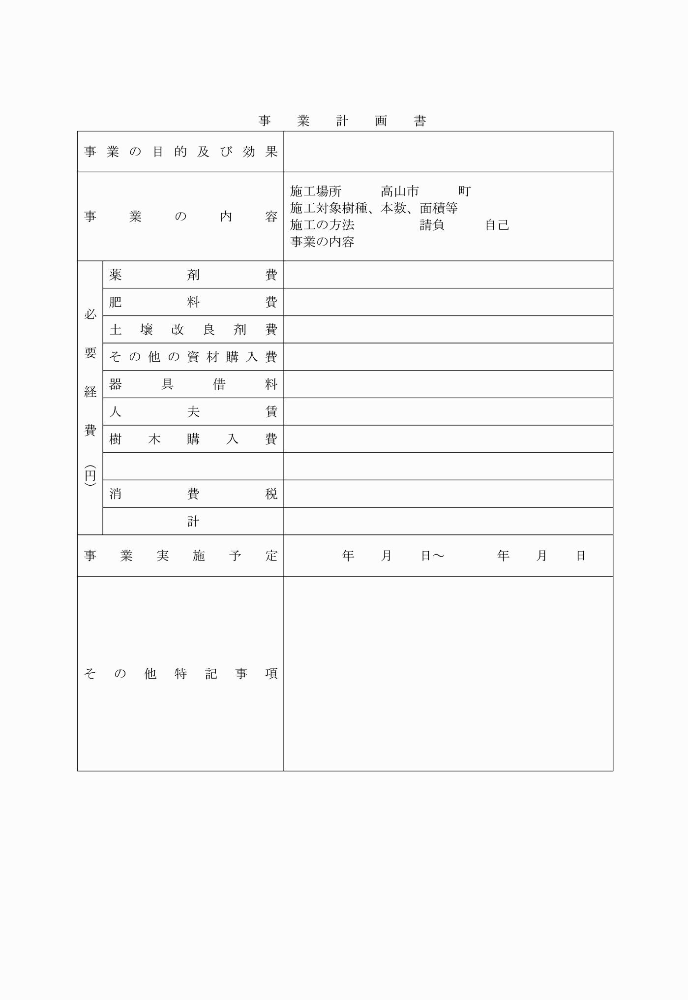 事業計画書
事業の目的及び効果
事業の内容
施工場所　　　高山市　　　町
施工対象樹種、本数、面積等
施工の方法　　　　　請負　　　自己
事業の内容
必要経費（円）
薬剤費
肥料費
土壌改良剤費
その他の資材購入費
器具借料
人夫賃
樹木購入費
消費税
計
事業実施予定
年　　月　　日～　　　　年　　月　　日
その他特記事項